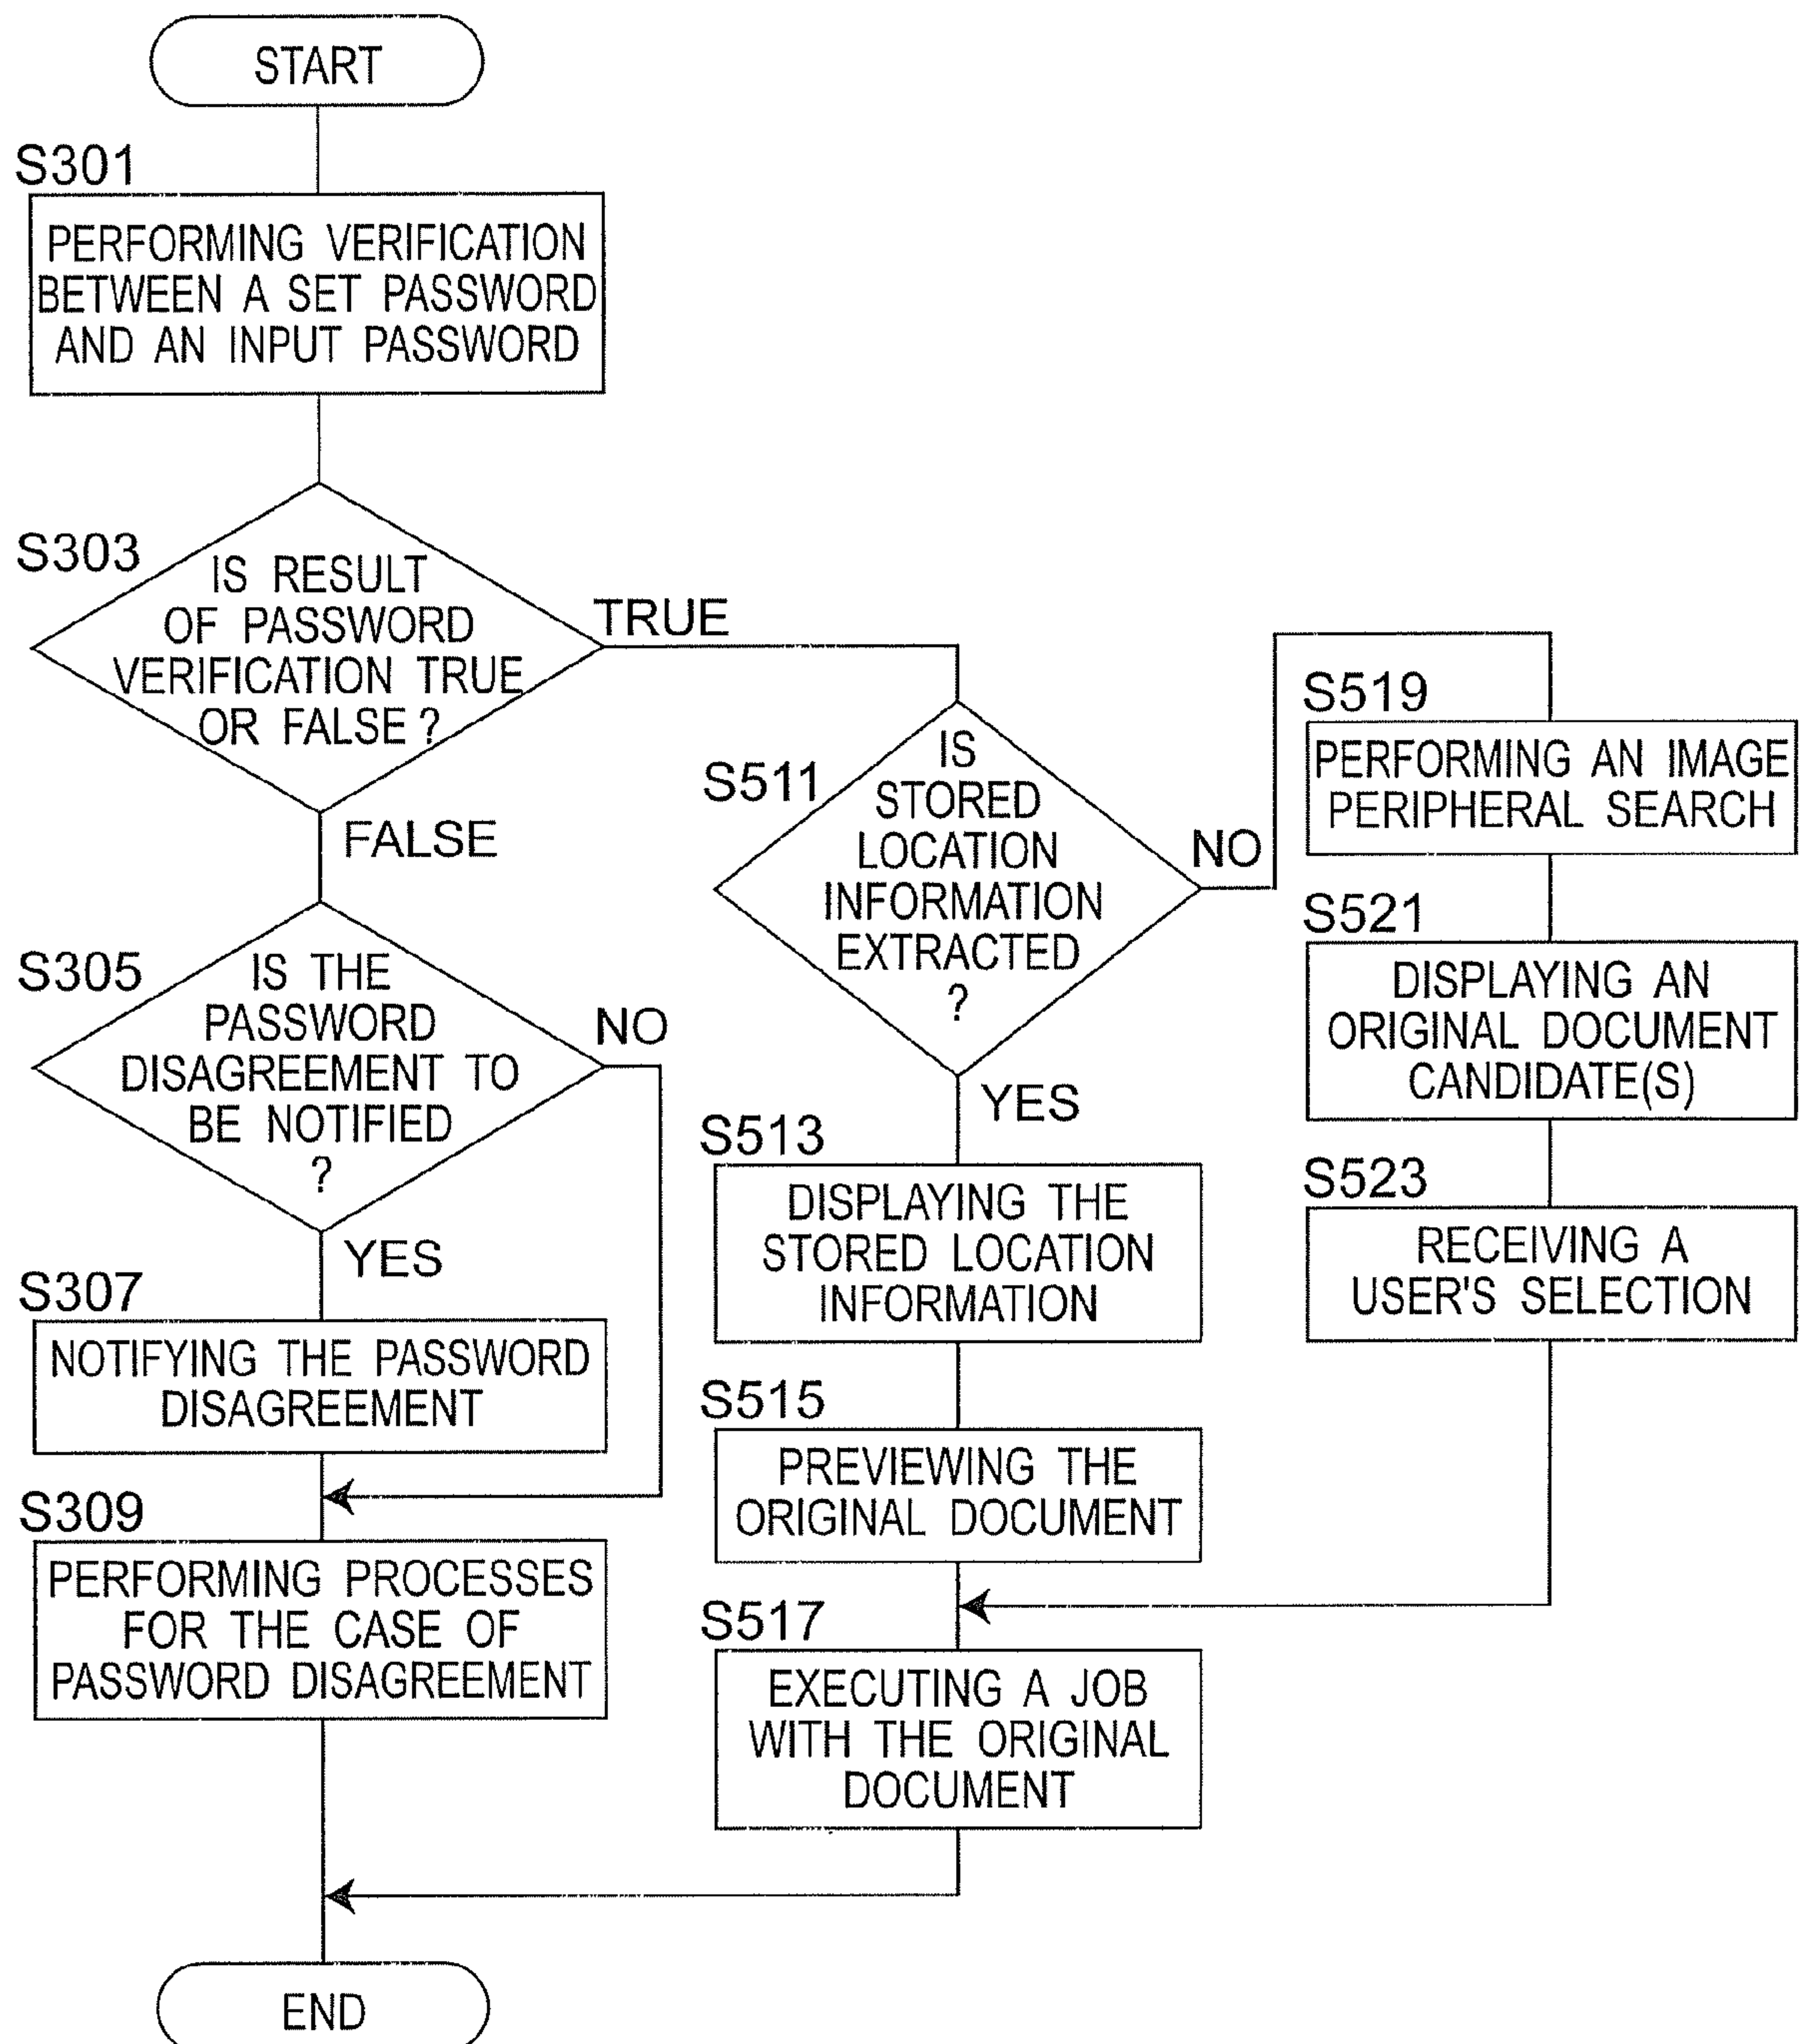 START
S301
PERFORMING VERIFICATION
BETWEEN A SET PASSWORD
AND AN INPUT PASSWORD
S303
IS RESULT
OF PASSWORD
VERIFICATION TRUE
OR FALSE ?
TRUE
FALSE
S305
IS THE
PASSWORD
DISAGREEMENT TO
BE NOTIFIED
?
NO
YES
S307
NOTIFYING THE PASSWORD
DISAGREEMENT
S309
PERFORMING PROCESSES
FOR THE CASE OF
PASSWORD DISAGREEMENT
S511
IS
STORED
LOCATION
INFORMATION
EXTRACTED
?
NO
YES
S513
DISPLAYING THE
STORED LOCATION
INFORMATION
S515
PREVIEWING THE
ORIGINAL DOCUMENT
S517
EXECUTING A JOB
WITH THE ORIGINAL
DOCUMENT
S519
PERFORMING AN IMAGE
PERIPHERAL SEARCH
S521
DISPLAYING AN
ORIGINAL DOCUMENT
CANDIDATE(S)
S523
RECEIVING A
USER'S SELECTION
END